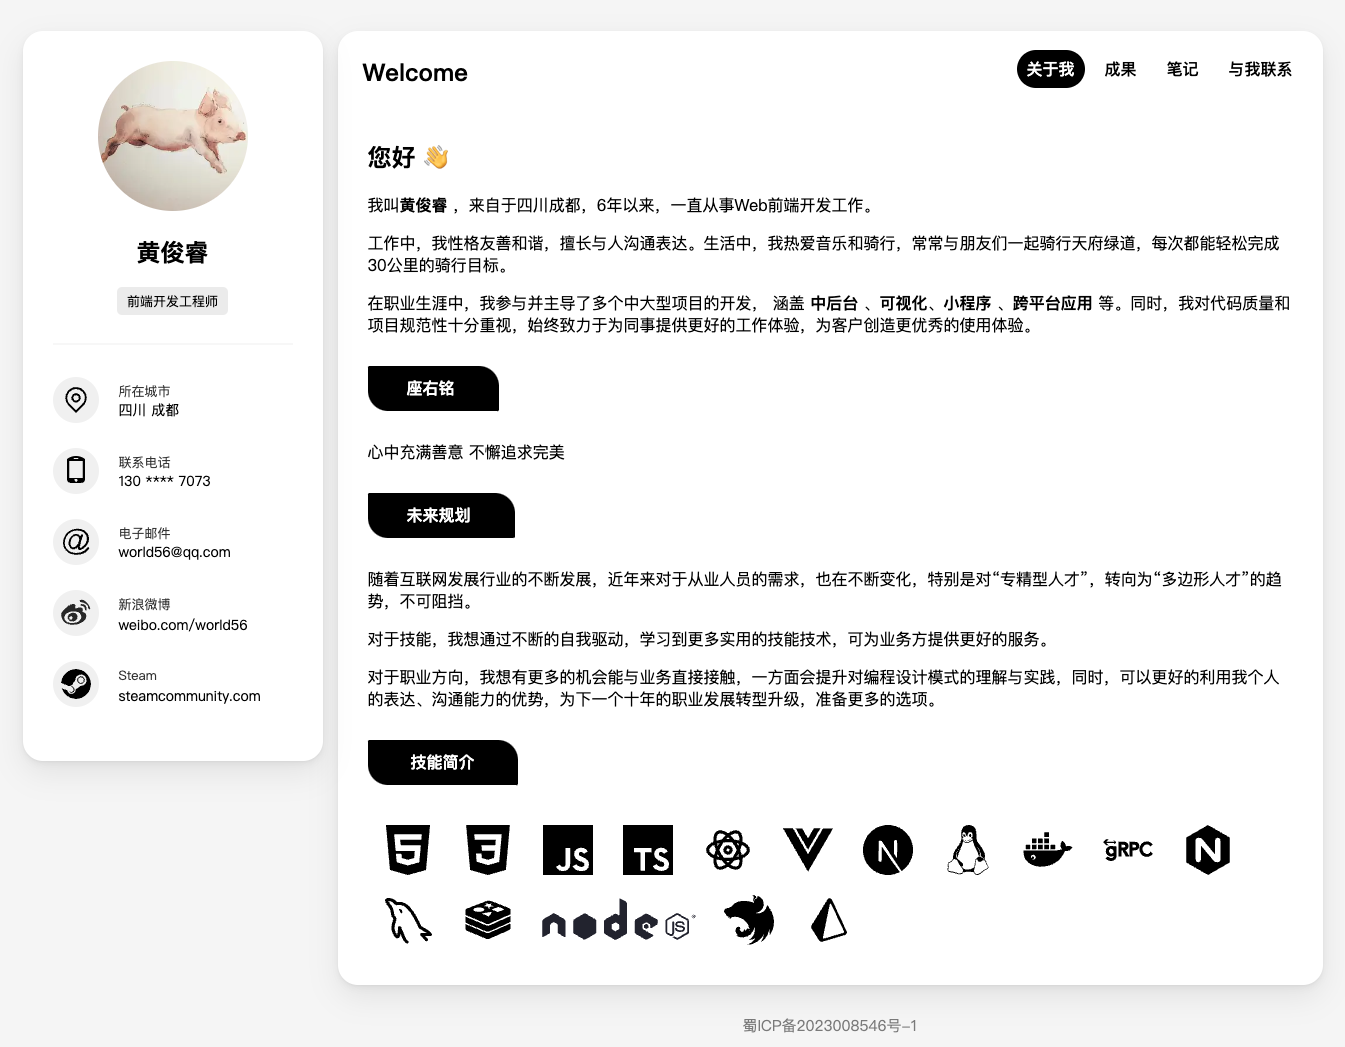 黄俊睿
前端开发工程师
所在城市
四川 成都
联系电话
130 **** 7073
电子邮件
world56@qq.com
新浪微博
weibo.com/world56
Steam
steamcommunity.com
Welcome
关于我 成果 笔记 与我联系
您好 👋
我叫黄俊睿 ，来自于四川成都，6年以来，一直从事Web前端开发工作。
工作中，我性格友善和谐，擅长与人沟通表达。生活中，我热爱音乐和骑行，常常与朋友们一起骑行天府绿道，每次都能轻松完成
30公里的骑行目标。
在职业生涯中，我参与并主导了多个中大型项目的开发， 涵盖 中后台 、可视化、小程序 、跨平台应用 等。同时，我对代码质量和
项目规范性十分重视，始终致力于为同事提供更好的工作体验，为客户创造更优秀的使用体验。
座右铭
心中充满善意 不懈追求完美
未来规划
随着互联网发展行业的不断发展，近年来对于从业人员的需求，也在不断变化，特别是对“专精型人才”，转向为“多边形人才”的趋
势，不可阻挡。
对于技能，我想通过不断的自我驱动，学习到更多实用的技能技术，可为业务方提供更好的服务。
对于职业方向，我想有更多的机会能与业务直接接触，一方面会提升对编程设计模式的理解与实践，同时，可以更好的利用我个人
的表达、沟通能力的优势，为下一个十年的职业发展转型升级，准备更多的选项。
技能简介
5 3 JS TS N gRPC N
node JS
蜀ICP备2023008546号-1